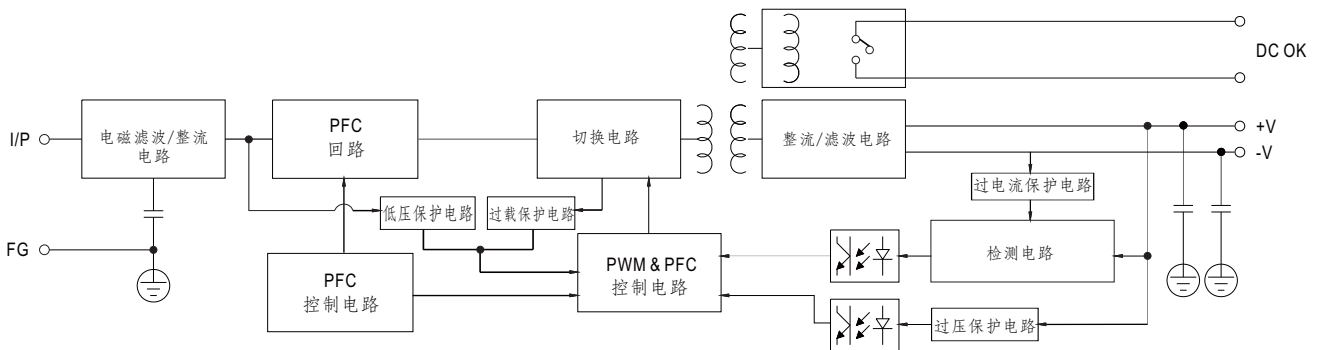 DC OK
I/P
电磁滤波/整流
电路
PFC
回路
切换电路
整流/滤波电路
+V
-V
过电流保护电路
低压保护电路
过载保护电路
FG
PFC
控制电路
PWM & PFC
控制电路
检测电路
过压保护电路